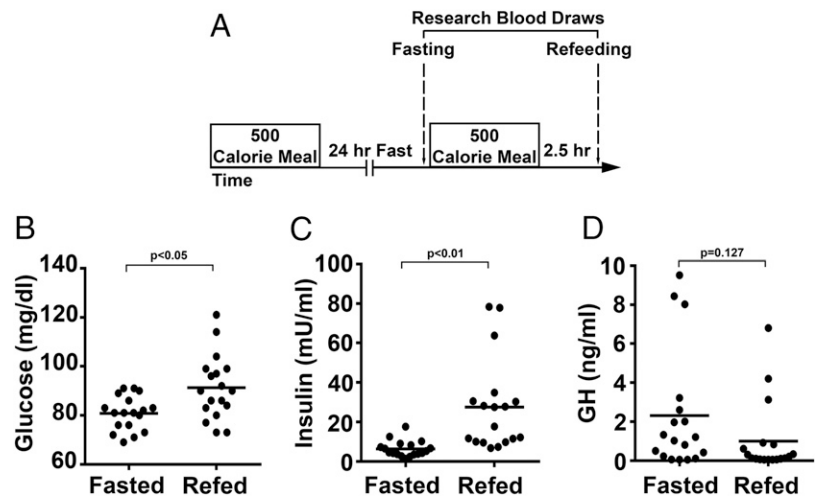 A
Research Blood Draws
Fasting
Refeeding
500
Calorie Meal
24 hr Fast
500
Calorie Meal
2.5 hr
Time
B
Glucose (mg/dl)
140
120
100
80
60
p<0.05
Fasted
Refed
C
Insulin (mU/ml)
100
80
60
40
20
0
p<0.01
Fasted
Refed
D
GH (ng/ml)
10
8
6
4
2
0
p=0.127
Fasted
Refed